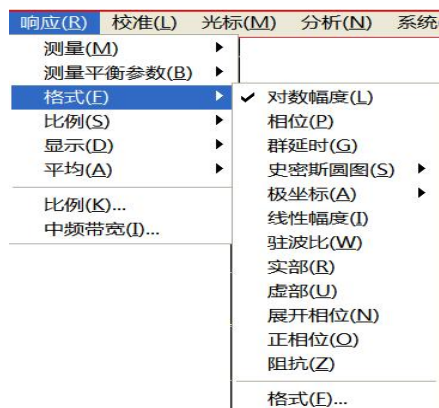 响应(R) 校准(L) 光标(M) 分析(N) 系统
测量(M)
测量平衡参数(B)
格式(F)
比例(S)
显示(D)
平均(A)
比例(K)...
中频带宽(I)...
对数幅度(L)
相位(P)
群延时(G)
史密斯圆图(S)
极坐标(A)
线性幅度(I)
驻波比(W)
实部(R)
虚部(U)
展开相位(N)
正相位(O)
阻抗(Z)
格式(F)...